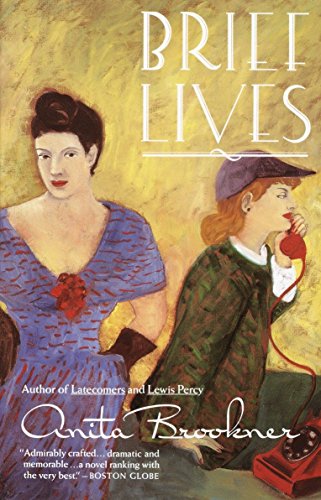 BRIEF
LIVES
Author of Latecomers and Lewis Percy
Anita Brookner
"Admirably crafted... dramatic and
memorable...a novel ranking with
the very best." — BOSTON GLOBE